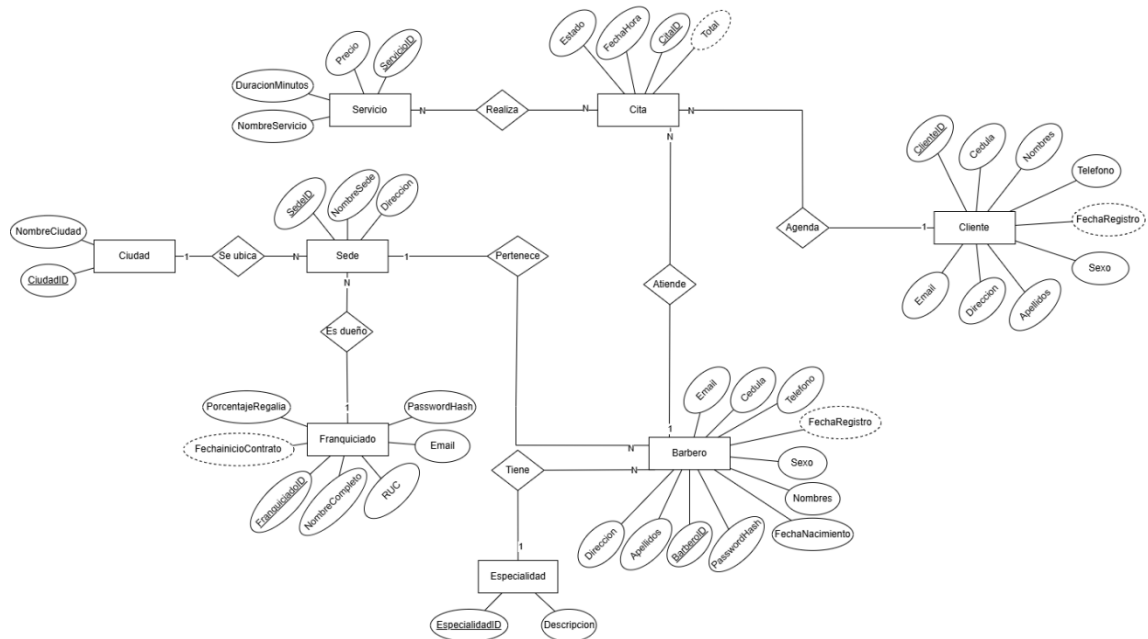 Estado
FechaHora
CitaID
Total
Precio
ServicioID
DuracionMinutos
NombreServicio
Servicio
N
Realiza
N
Cita
N
N
ClienteID
Cedula
Nombres
Telefono
FechaRegistro
Sexo
Apellidos
Direccion
Email
Cliente
1
Agenda
SedeID
NombreSede
Direccion
NombreCiudad
CiudadID
Ciudad
1
Se ubica
N
Sede
1
N
Pertenece
Atiende
Es dueño
1
PorcentajeRegalia
PasswordHash
FechainicioContrato
Franquiciado
Email
FranquiciadoID
NombreCompleto
RUC
Email
Cedula
Telefono
FechaRegistro
1
N
Barbero
N
Tiene
Sexo
Nombres
FechaNacimiento
Direccion
Apellidos
BarberoID
PasswordHash
1
Especialidad
EspecialidadID
Descripcion